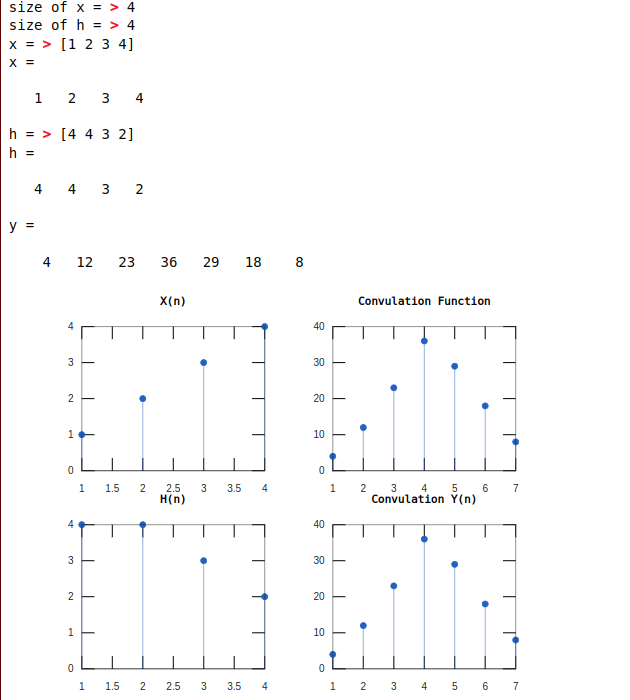 size of x = > 4
size of h = > 4
x = > [1 2 3 4]
x =
1 2 3 4
h = > [4 4 3 2]
h =
4 4 3 2
y =
4 12 23 36 29 18 8
X(n)
4
3
2
1
0
1 1.5 2 2.5 3 3.5 4
Convulation Function
40
30
20
10
0
1 2 3 4 5 6 7
H(n)
4
3
2
1
0
1 1.5 2 2.5 3 3.5 4
Convulation Y(n)
40
30
20
10
0
1 2 3 4 5 6 7